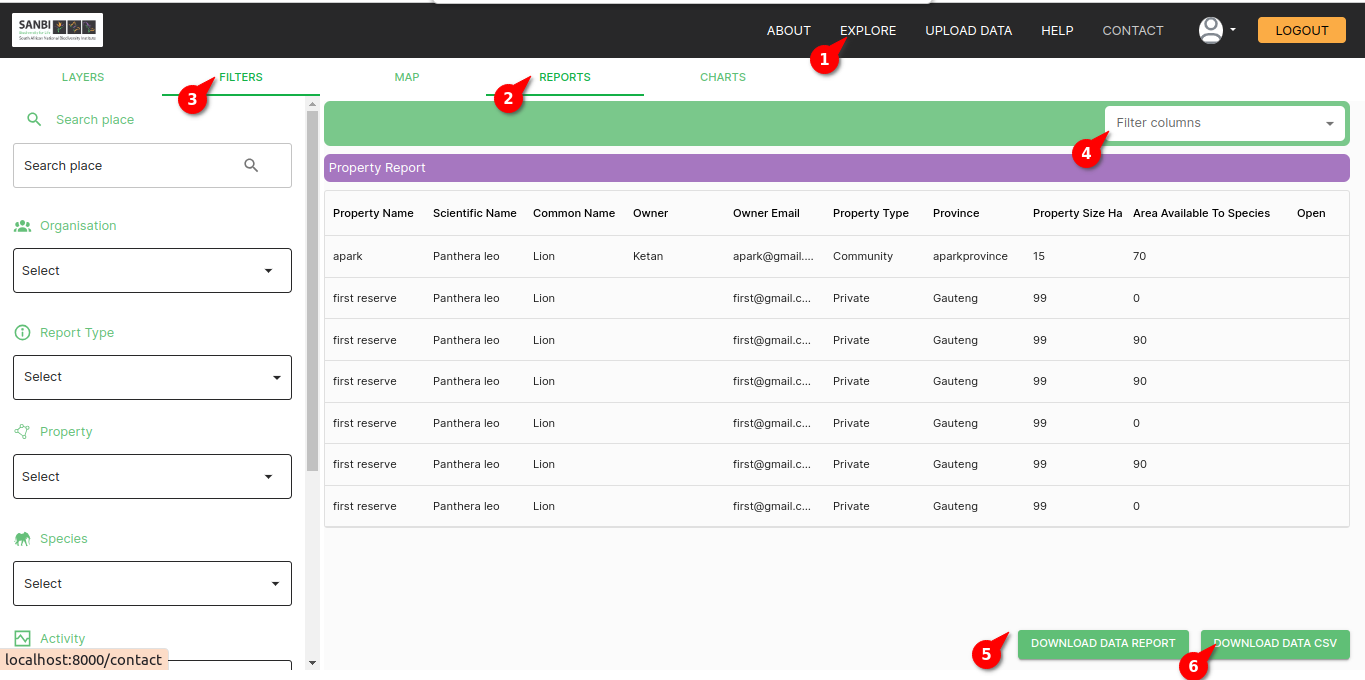 SANBI
Biodiversity for Life
South African National Biodiversity Institute
ABOUT EXPLORE UPLOAD DATA HELP CONTACT LOGOUT
1
LAYERS FILTERS MAP REPORTS CHARTS
3 2
Search place
Filter columns
4
Search place
Property Report
Property Name Scientific Name Common Name Owner Owner Email Property Type Province Property Size Ha Area Available To Species Open
Organisation
apark Panthera leo Lion Ketan apark@gmail.... Community aparkprovince 15 70
Select
first reserve Panthera leo Lion first@gmail.c... Private Gauteng 99 0
Report Type
first reserve Panthera leo Lion first@gmail.c... Private Gauteng 99 90
Select
first reserve Panthera leo Lion first@gmail.c... Private Gauteng 99 90
Property
first reserve Panthera leo Lion first@gmail.c... Private Gauteng 99 0
Select
first reserve Panthera leo Lion first@gmail.c... Private Gauteng 99 90
first reserve Panthera leo Lion first@gmail.c... Private Gauteng 99 0
Species
Select
Activity
DOWNLOAD DATA REPORT DOWNLOAD DATA CSV
5 6
localhost:8000/contact